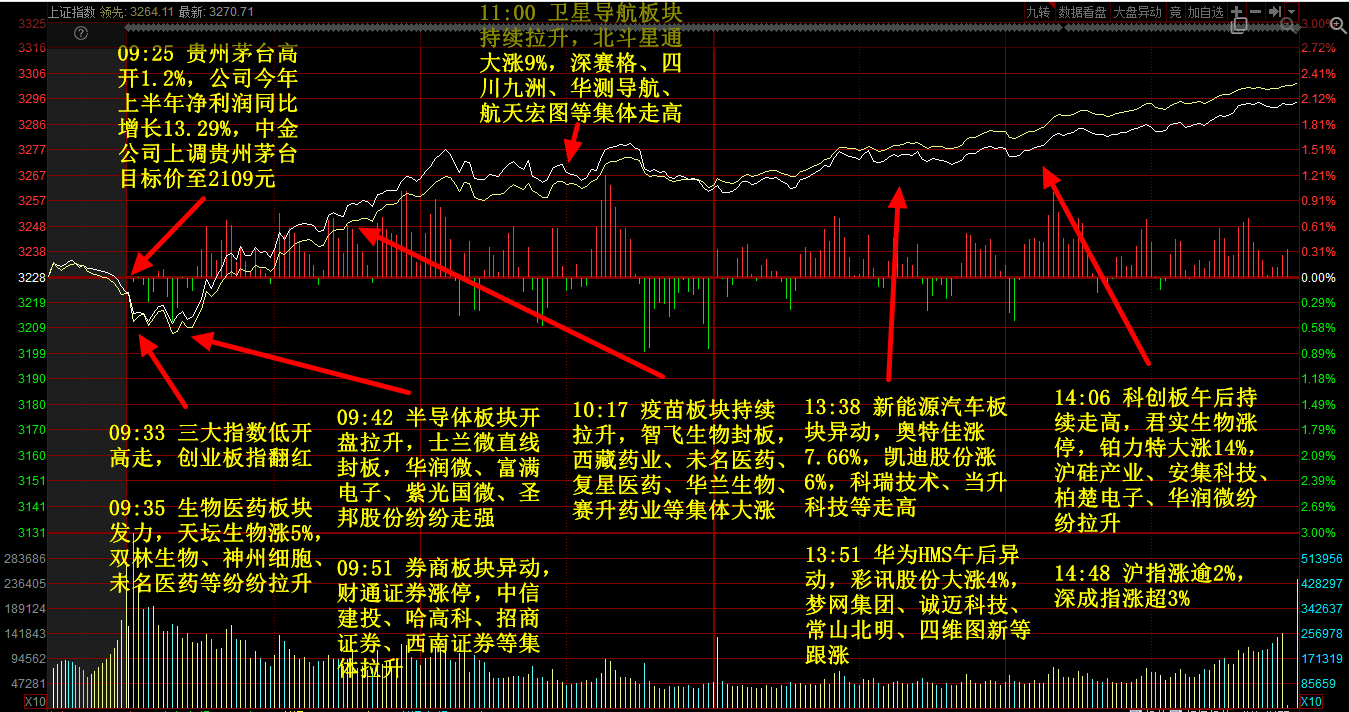 上证指数 领先: 3264.11 最新: 3270.71
九转 数据看盘 大盘异动 竞 加自选
3325
3316
3306
3296
3286
3277
3267
3257
3248
3238
3228
3219
3209
3199
3190
3180
3170
3160
3151
3141
3131
283686
236405
189124
141843
94562
47281
X10
09:25 贵州茅台高
开1.2%，公司今年
上半年净利润同比
增长13.29%，中金
公司上调贵州茅台
目标价至2109元
11:00 卫星导航板块
持续拉升，北斗星通
大涨9%，深赛格、四
川九洲、华测导航、
航天宏图等集体走高
09:33 三大指数低开
高走，创业板指翻红
09:35 生物医药板块
发力，天坛生物涨5%，
双林生物、神州细胞、
未名医药等纷纷拉升
09:42 半导体板块开
盘拉升，士兰微直线
封板，华润微、富满
电子、紫光国微、圣
邦股份纷纷走强
09:51 券商板块异动，
财通证券涨停，中信
建投、哈高科、招商
证券、西南证券等集
体拉升
10:17 疫苗板块持续
拉升，智飞生物封板，
西藏药业、未名医药、
复星医药、华兰生物、
赛升药业等集体大涨
13:38 新能源汽车板
块异动，奥特佳涨
7.66%，凯迪股份涨
6%，科瑞技术、当升
科技等走高
13:51 华为HMS午后异
动，彩讯股份大涨4%，
梦网集团、诚迈科技、
常山北明、四维图新等
跟涨
14:06 科创板午后持
续走高，君实生物涨
停，铂力特大涨14%，
沪硅产业、安集科技、
柏楚电子、华润微纷
纷拉升
14:48 沪指涨逾2%，
深成指涨超3%
3.00%
2.72%
2.41%
2.12%
1.81%
1.51%
1.21%
0.91%
0.61%
0.31%
0.00%
0.29%
0.58%
0.89%
1.18%
1.49%
1.79%
2.09%
2.39%
2.69%
3.00%
513956
428297
342637
256978
171319
85659
X10